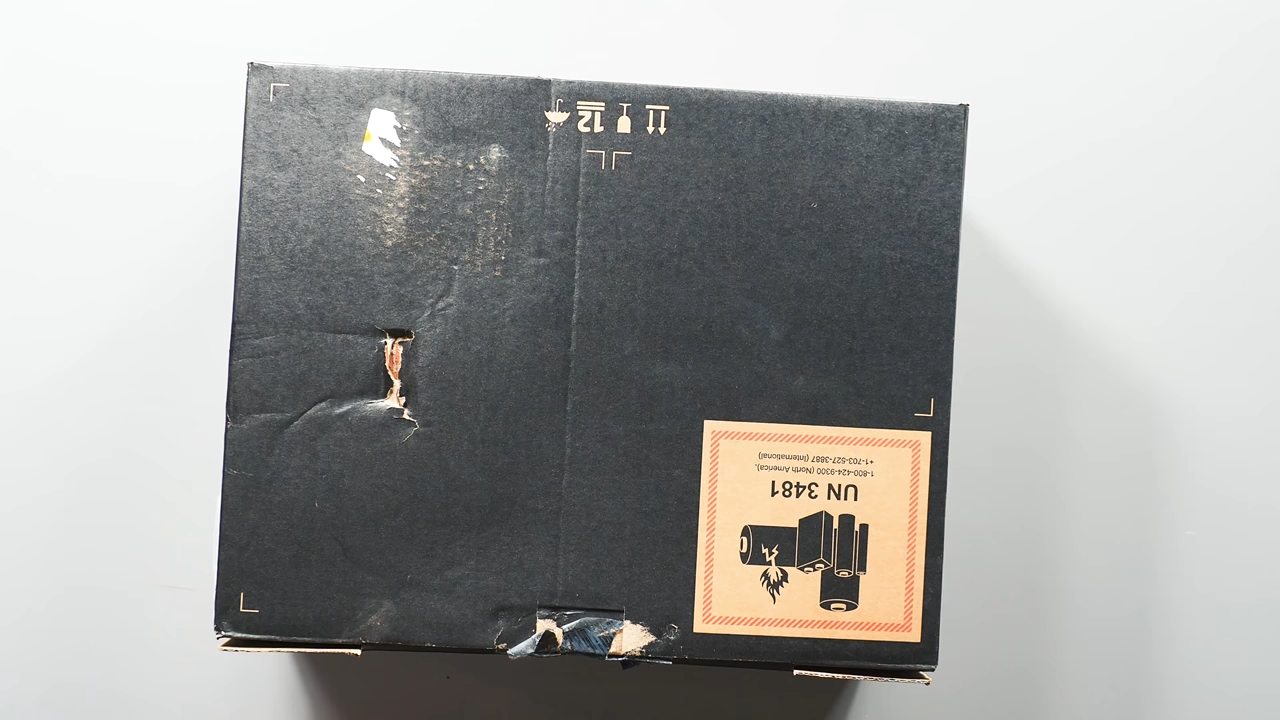 12
UN 3481
1-800-424-9300 (North America),
+1-703-527-3887 (International)